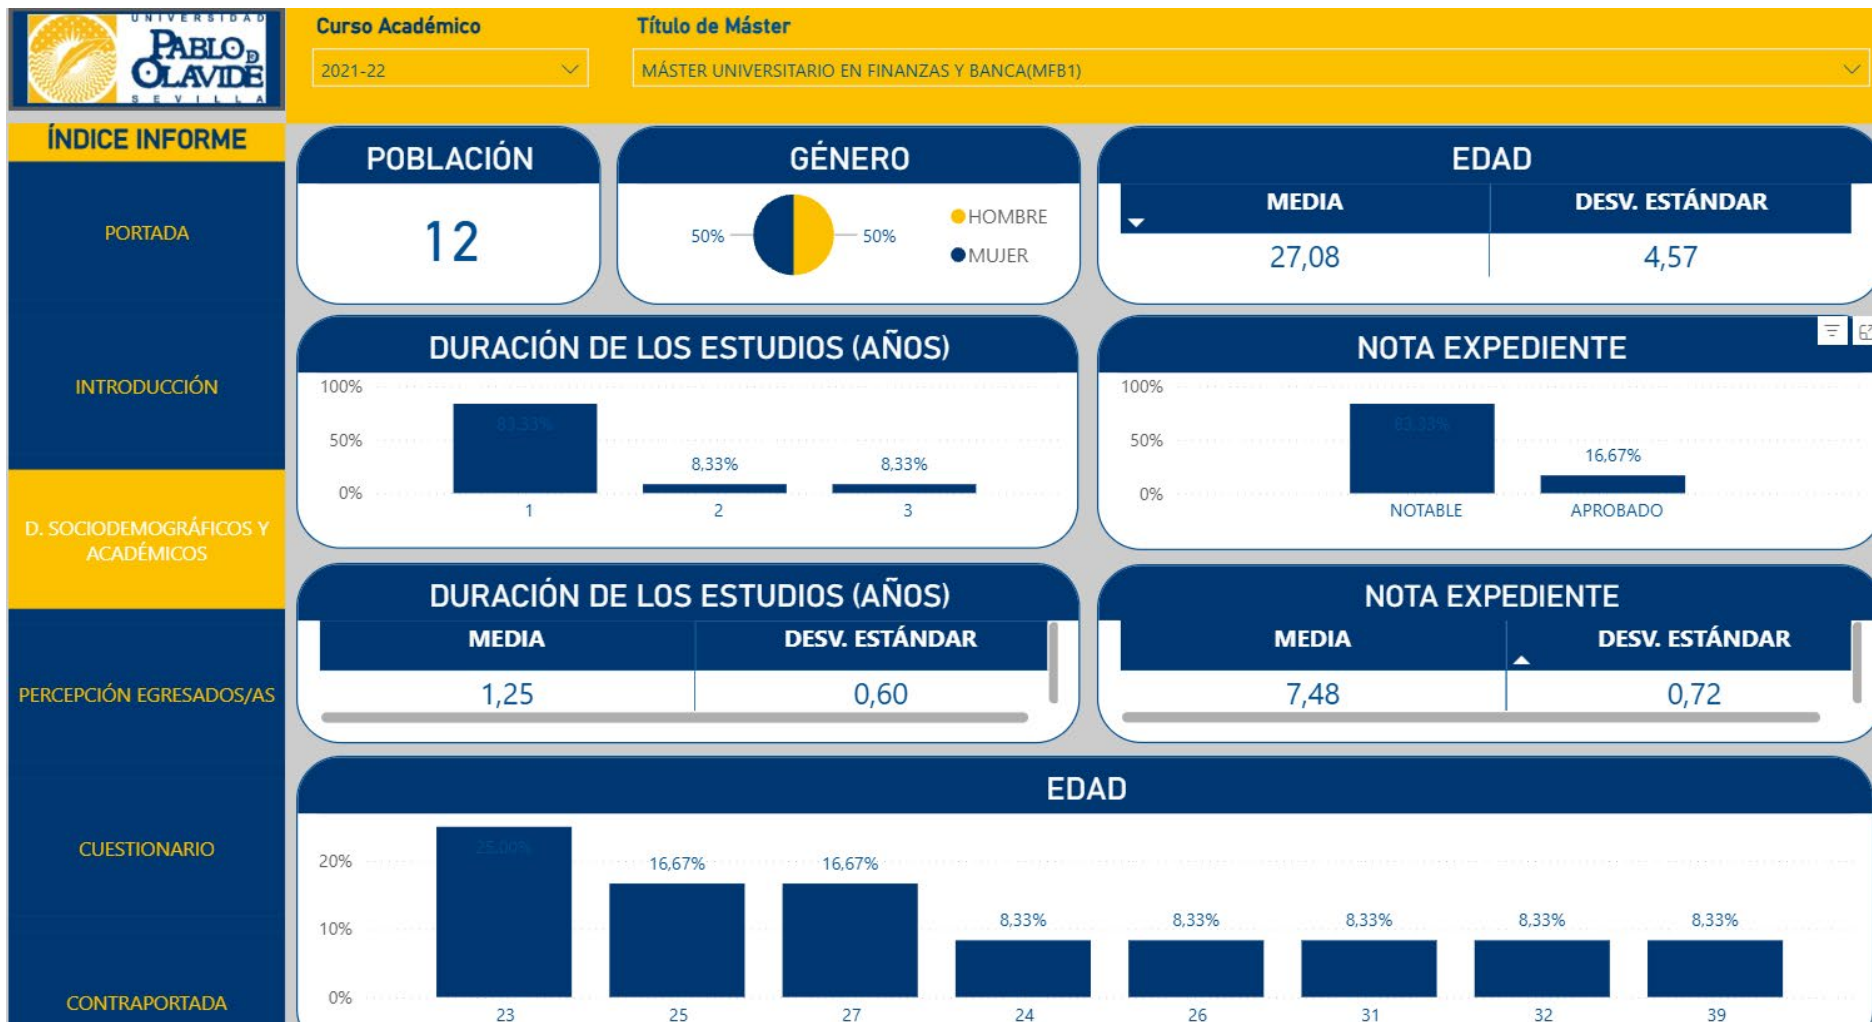 UNIVERSIDAD
PABLO DE
OLAVIDE
SEVILLA
Curso Académico
2021-22
Título de Máster
MÁSTER UNIVERSITARIO EN FINANZAS Y BANCA(MFB1)
ÍNDICE INFORME
PORTADA
INTRODUCCIÓN
D. SOCIODEMOGRÁFICOS Y
ACADÉMICOS
PERCEPCIÓN EGRESADOS/AS
CUESTIONARIO
CONTRAPORTADA
POBLACIÓN
12
GÉNERO
50%
50%
HOMBRE
MUJER
EDAD
MEDIA DESV. ESTÁNDAR
27,08 4,57
DURACIÓN DE LOS ESTUDIOS (AÑOS)
100%
50%
0%
83,33%
8,33%
8,33%
1 2 3
NOTA EXPEDIENTE
100%
50%
0%
83,33%
16,67%
NOTABLE APROBADO
DURACIÓN DE LOS ESTUDIOS (AÑOS)
MEDIA DESV. ESTÁNDAR
1,25 0,60
NOTA EXPEDIENTE
MEDIA DESV. ESTÁNDAR
7,48 0,72
EDAD
20%
10%
0%
25,00%
16,67%
16,67%
8,33%
8,33%
8,33%
8,33%
8,33%
23 25 27 24 26 31 32 39